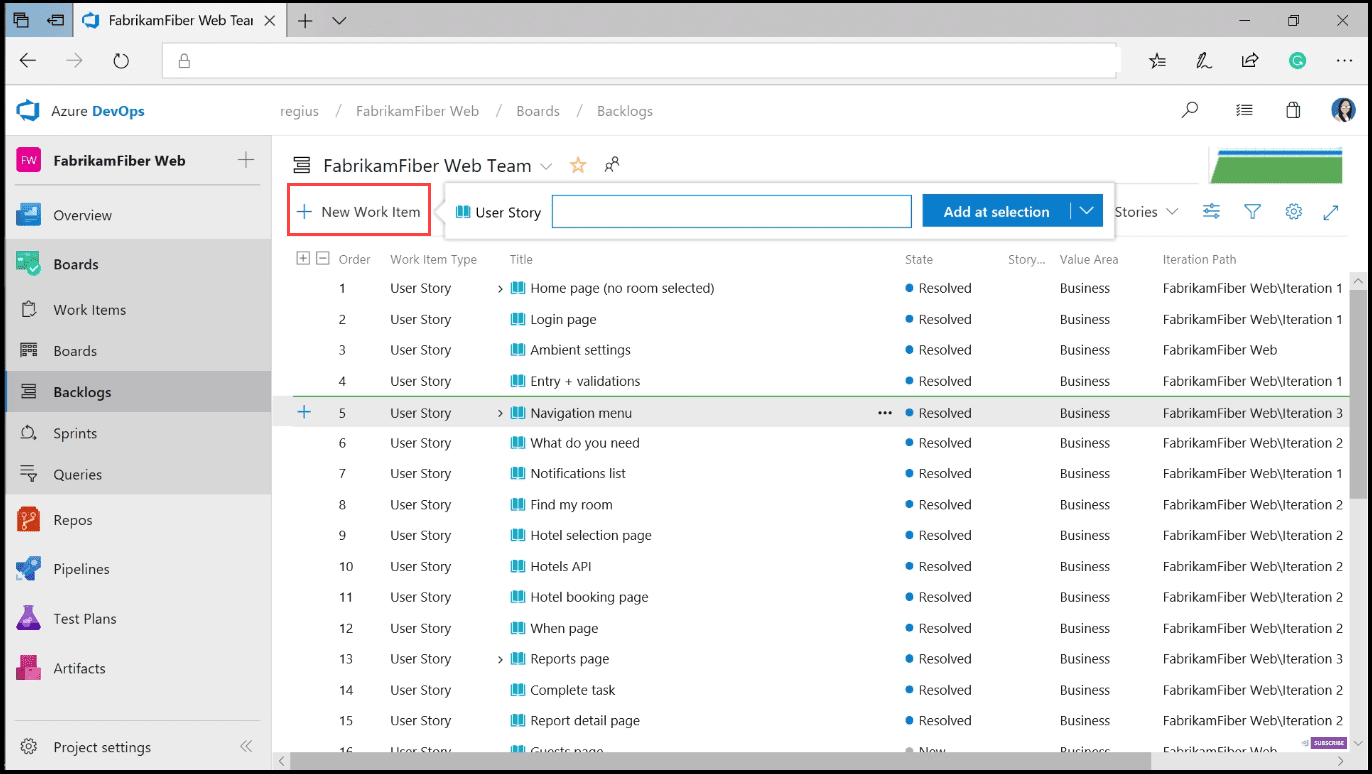 FabrikamFiber Web Tear
Azure DevOps
regius / FabrikamFiber Web / Boards / Backlogs
FW FabrikamFiber Web
FabrikamFiber Web Team
Overview
Boards
Work Items
Boards
Backlogs
Sprints
Queries
Repos
Pipelines
Test Plans
Artifacts
Project settings
New Work Item
User Story
Add at selection
Stories
Order Work Item Type Title State Story... Value Area Iteration Path
1 User Story Home page (no room selected) Resolved Business FabrikamFiber Web\Iteration 1
2 User Story Login page Resolved Business FabrikamFiber Web\Iteration 1
3 User Story Ambient settings Resolved Business FabrikamFiber Web
4 User Story Entry + validations Resolved Business FabrikamFiber Web\Iteration 1
5 User Story Navigation menu ... Resolved Business FabrikamFiber Web\Iteration 3
6 User Story What do you need Resolved Business FabrikamFiber Web\Iteration 2
7 User Story Notifications list Resolved Business FabrikamFiber Web\Iteration 1
8 User Story Find my room Resolved Business FabrikamFiber Web\Iteration 2
9 User Story Hotel selection page Resolved Business FabrikamFiber Web\Iteration 2
10 User Story Hotels API Resolved Business FabrikamFiber Web\Iteration 2
11 User Story Hotel booking page Resolved Business FabrikamFiber Web\Iteration 2
12 User Story When page Resolved Business FabrikamFiber Web\Iteration 2
13 User Story Reports page Resolved Business FabrikamFiber Web\Iteration 3
14 User Story Complete task Resolved Business FabrikamFiber Web\Iteration 2
15 User Story Report detail page Resolved Business FabrikamFiber Web\Iteration 2
16 User Story Guests page New Business FabrikamFiber Web
SUBSCRIBE